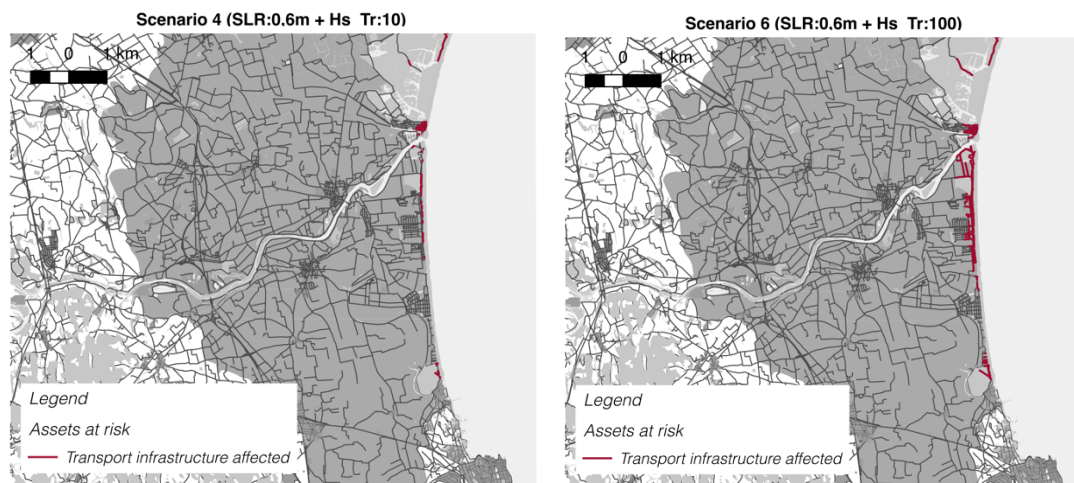 Scenario 4 (SLR:0.6m + Hs Tr:10)
1 0 1 km
Legend
Assets at risk
Transport infrastructure affected
Scenario 6 (SLR:0.6m + Hs Tr:100)
1 0 1 km
Legend
Assets at risk
Transport infrastructure affected